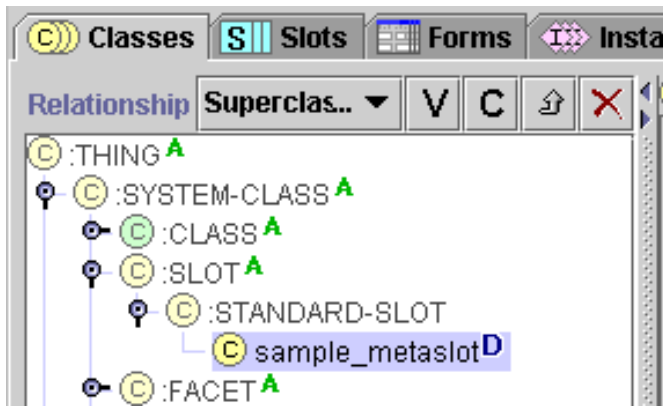 Classes Slots Forms Insta
Relationship Superclas... V C
:THING A
:SYSTEM-CLASS A
:CLASS A
:SLOT A
:STANDARD-SLOT
sample_metaslot D
:FACET A